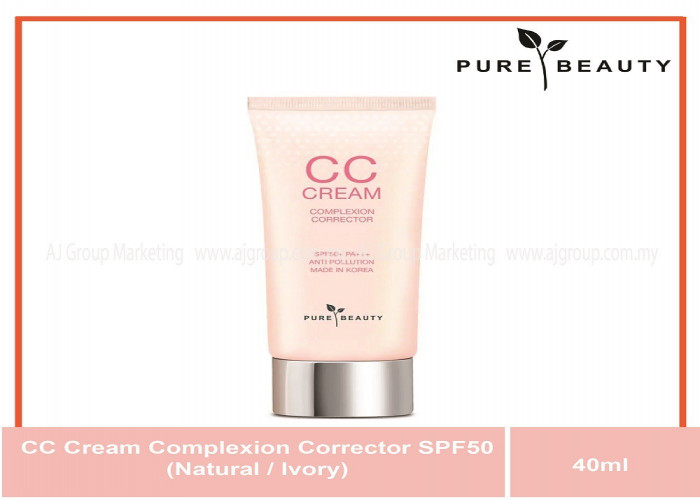 PURE BEAUTY
CC
CREAM
COMPLEXION
CORRECTOR
AJ Group Marketing www.ajgroup.com.my
PA+++
ANTI POLLUTION
MADE IN KOREA
PURE BEAUTY
CC Cream Complexion Corrector SPF50
(Natural / Ivory)
40ml